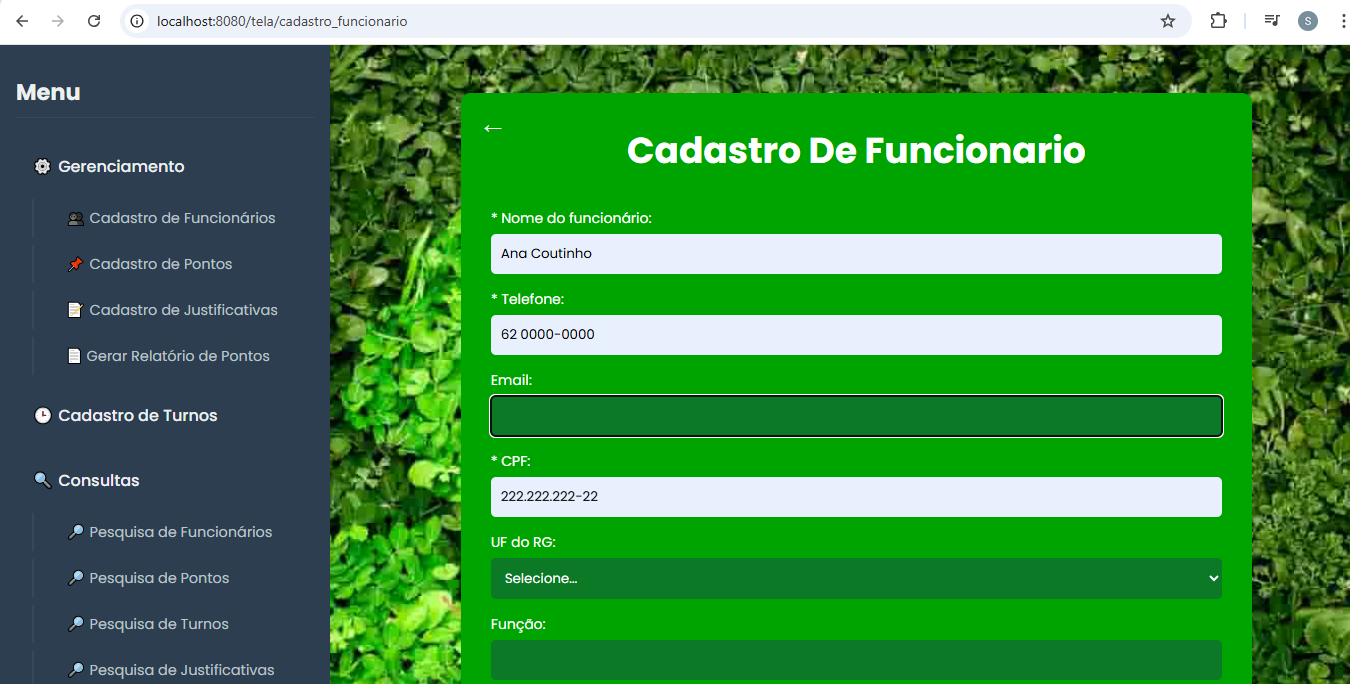 localhost:8080/tela/cadastro_funcionario
S
Menu
Gerenciamento
Cadastro de Funcionários
Cadastro de Pontos
Cadastro de Justificativas
Gerar Relatório de Pontos
Cadastro de Turnos
Consultas
Pesquisa de Funcionários
Pesquisa de Pontos
Pesquisa de Turnos
Pesquisa de Justificativas
←
Cadastro De Funcionario
* Nome do funcionário:
Ana Coutinho
* Telefone:
62 0000-0000
Email:
* CPF:
222.222.222-22
UF do RG:
Selecione...
Função: